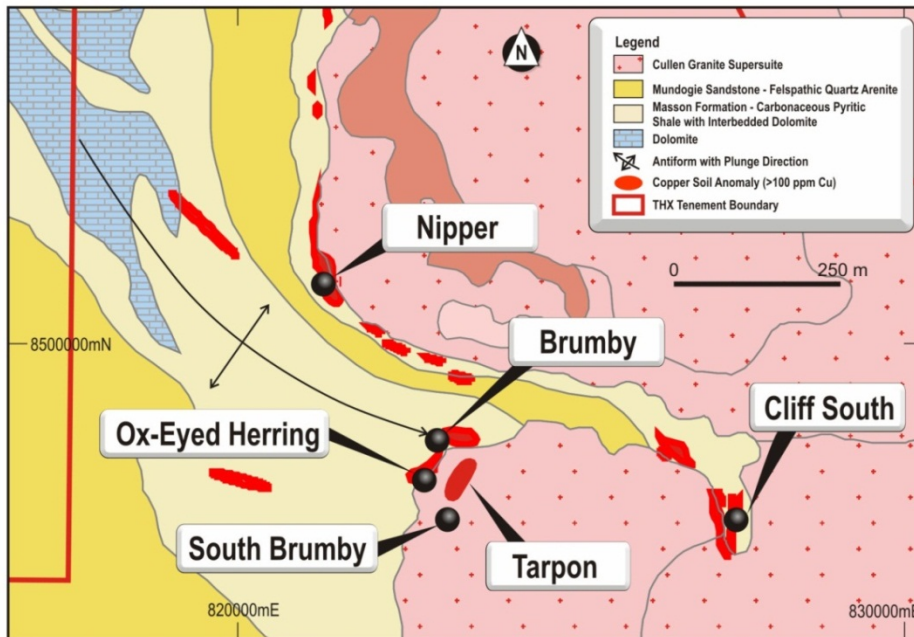 N
Legend
Cullen Granite Supersuite
Mundogie Sandstone - Felspathic Quartz Arenite
Masson Formation - Carbonaceous Pyritic
Shale with Interbedded Dolomite
Dolomite
Antiform with Plunge Direction
Copper Soil Anomaly (>100 ppm Cu)
THX Tenement Boundary
Nipper
0 250 m
8500000mN
Brumby
Cliff South
Ox-Eyed Herring
South Brumby
Tarpon
820000mE
830000mE